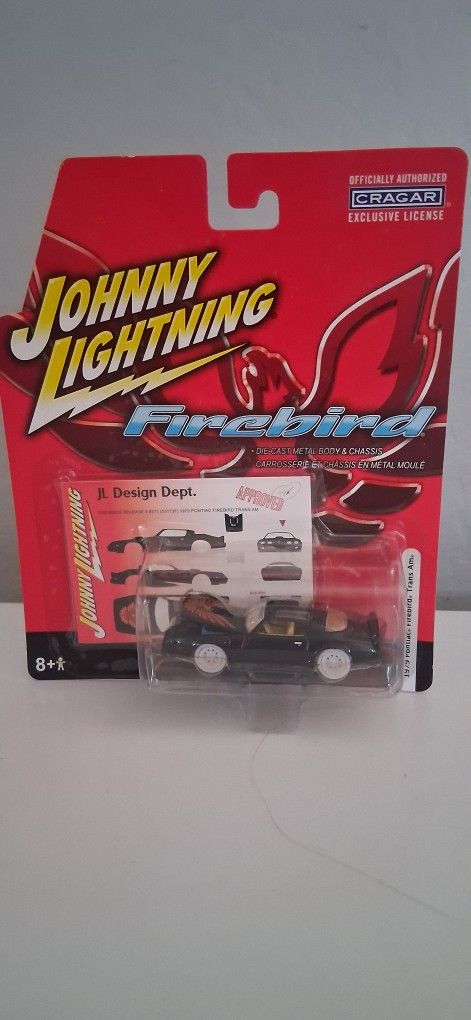 OFFICIALLY AUTHORIZED
CRAGAR
EXCLUSIVE LICENSE
JOHNNY
LIGHTNING
Firebird
• DIE-CAST METAL BODY & CHASSIS
CARROSSERIE ET CHÂSSIS EN MÉTAL MOULÉ
JL Design Dept.
APPROVED
JOHNNY LIGHTNING
1979 Pontiac® Firebird® Trans Am®
8+